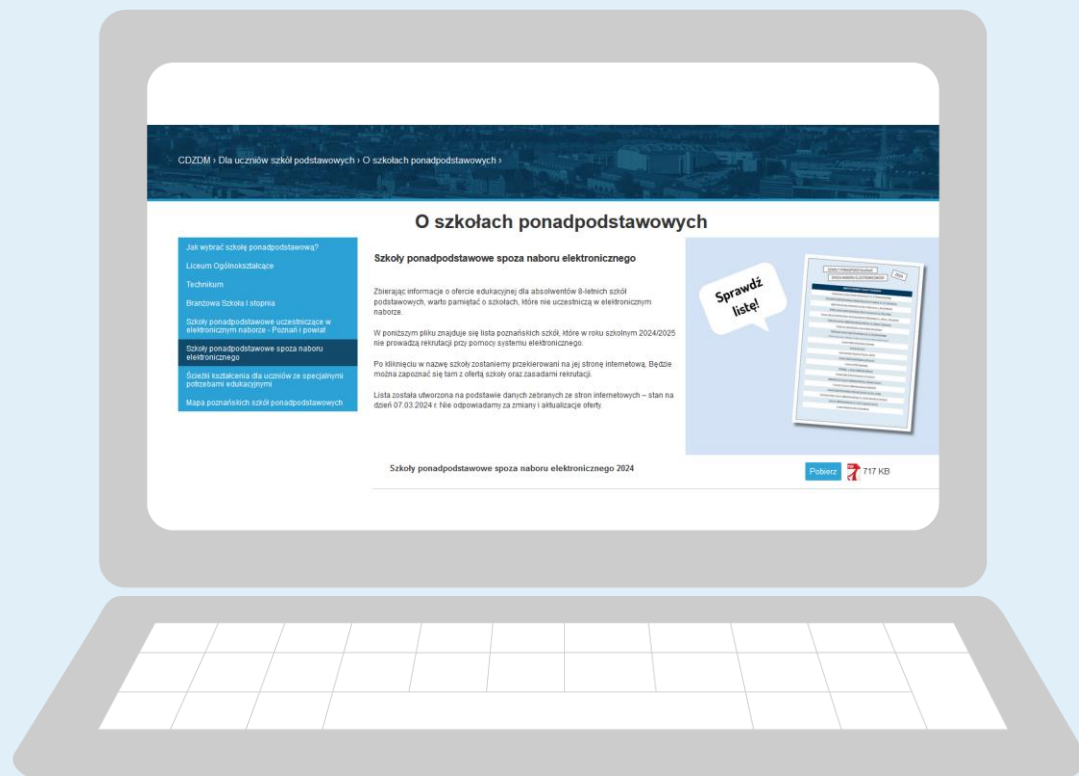 CDZDM › Dla uczniów szkół podstawowych › O szkołach ponadpodstawowych ›
O szkołach ponadpodstawowych
Jak wybrać szkołę ponadpodstawową?
Liceum Ogólnokształcące
Technikum
Branżowa Szkoła I stopnia
Szkoły ponadpodstawowe uczestniczące w
elektronicznym naborze - Poznań i powiat
Szkoły ponadpodstawowe spoza naboru
elektronicznego
Ścieżki kształcenia dla uczniów ze specjalnymi
potrzebami edukacyjnymi
Mapa poznańskich szkół ponadpodstawowych
Szkoły ponadpodstawowe spoza naboru elektronicznego
Zbierając informacje o ofercie edukacyjnej dla absolwentów 8-letnich szkół
podstawowych, warto pamiętać o szkołach, które nie uczestniczą w elektronicznym
naborze.
W poniższym pliku znajduje się lista poznańskich szkół, które w roku szkolnym 2024/2025
nie prowadzą rekrutacji przy pomocy systemu elektronicznego.
Po kliknięciu w nazwę szkoły zostaniemy przekierowani na jej stronę internetową. Będzie
można zapoznać się tam z ofertą szkoły oraz zasadami rekrutacji.
Lista została utworzona na podstawie danych zebranych ze stron internetowych – stan na
dzień 07.03.2024 r. Nie odpowiadamy za zmiany i aktualizacje oferty.
Sprawdź
listę!
Szkoły ponadpodstawowe spoza naboru elektronicznego 2024
Pobierz
717 KB